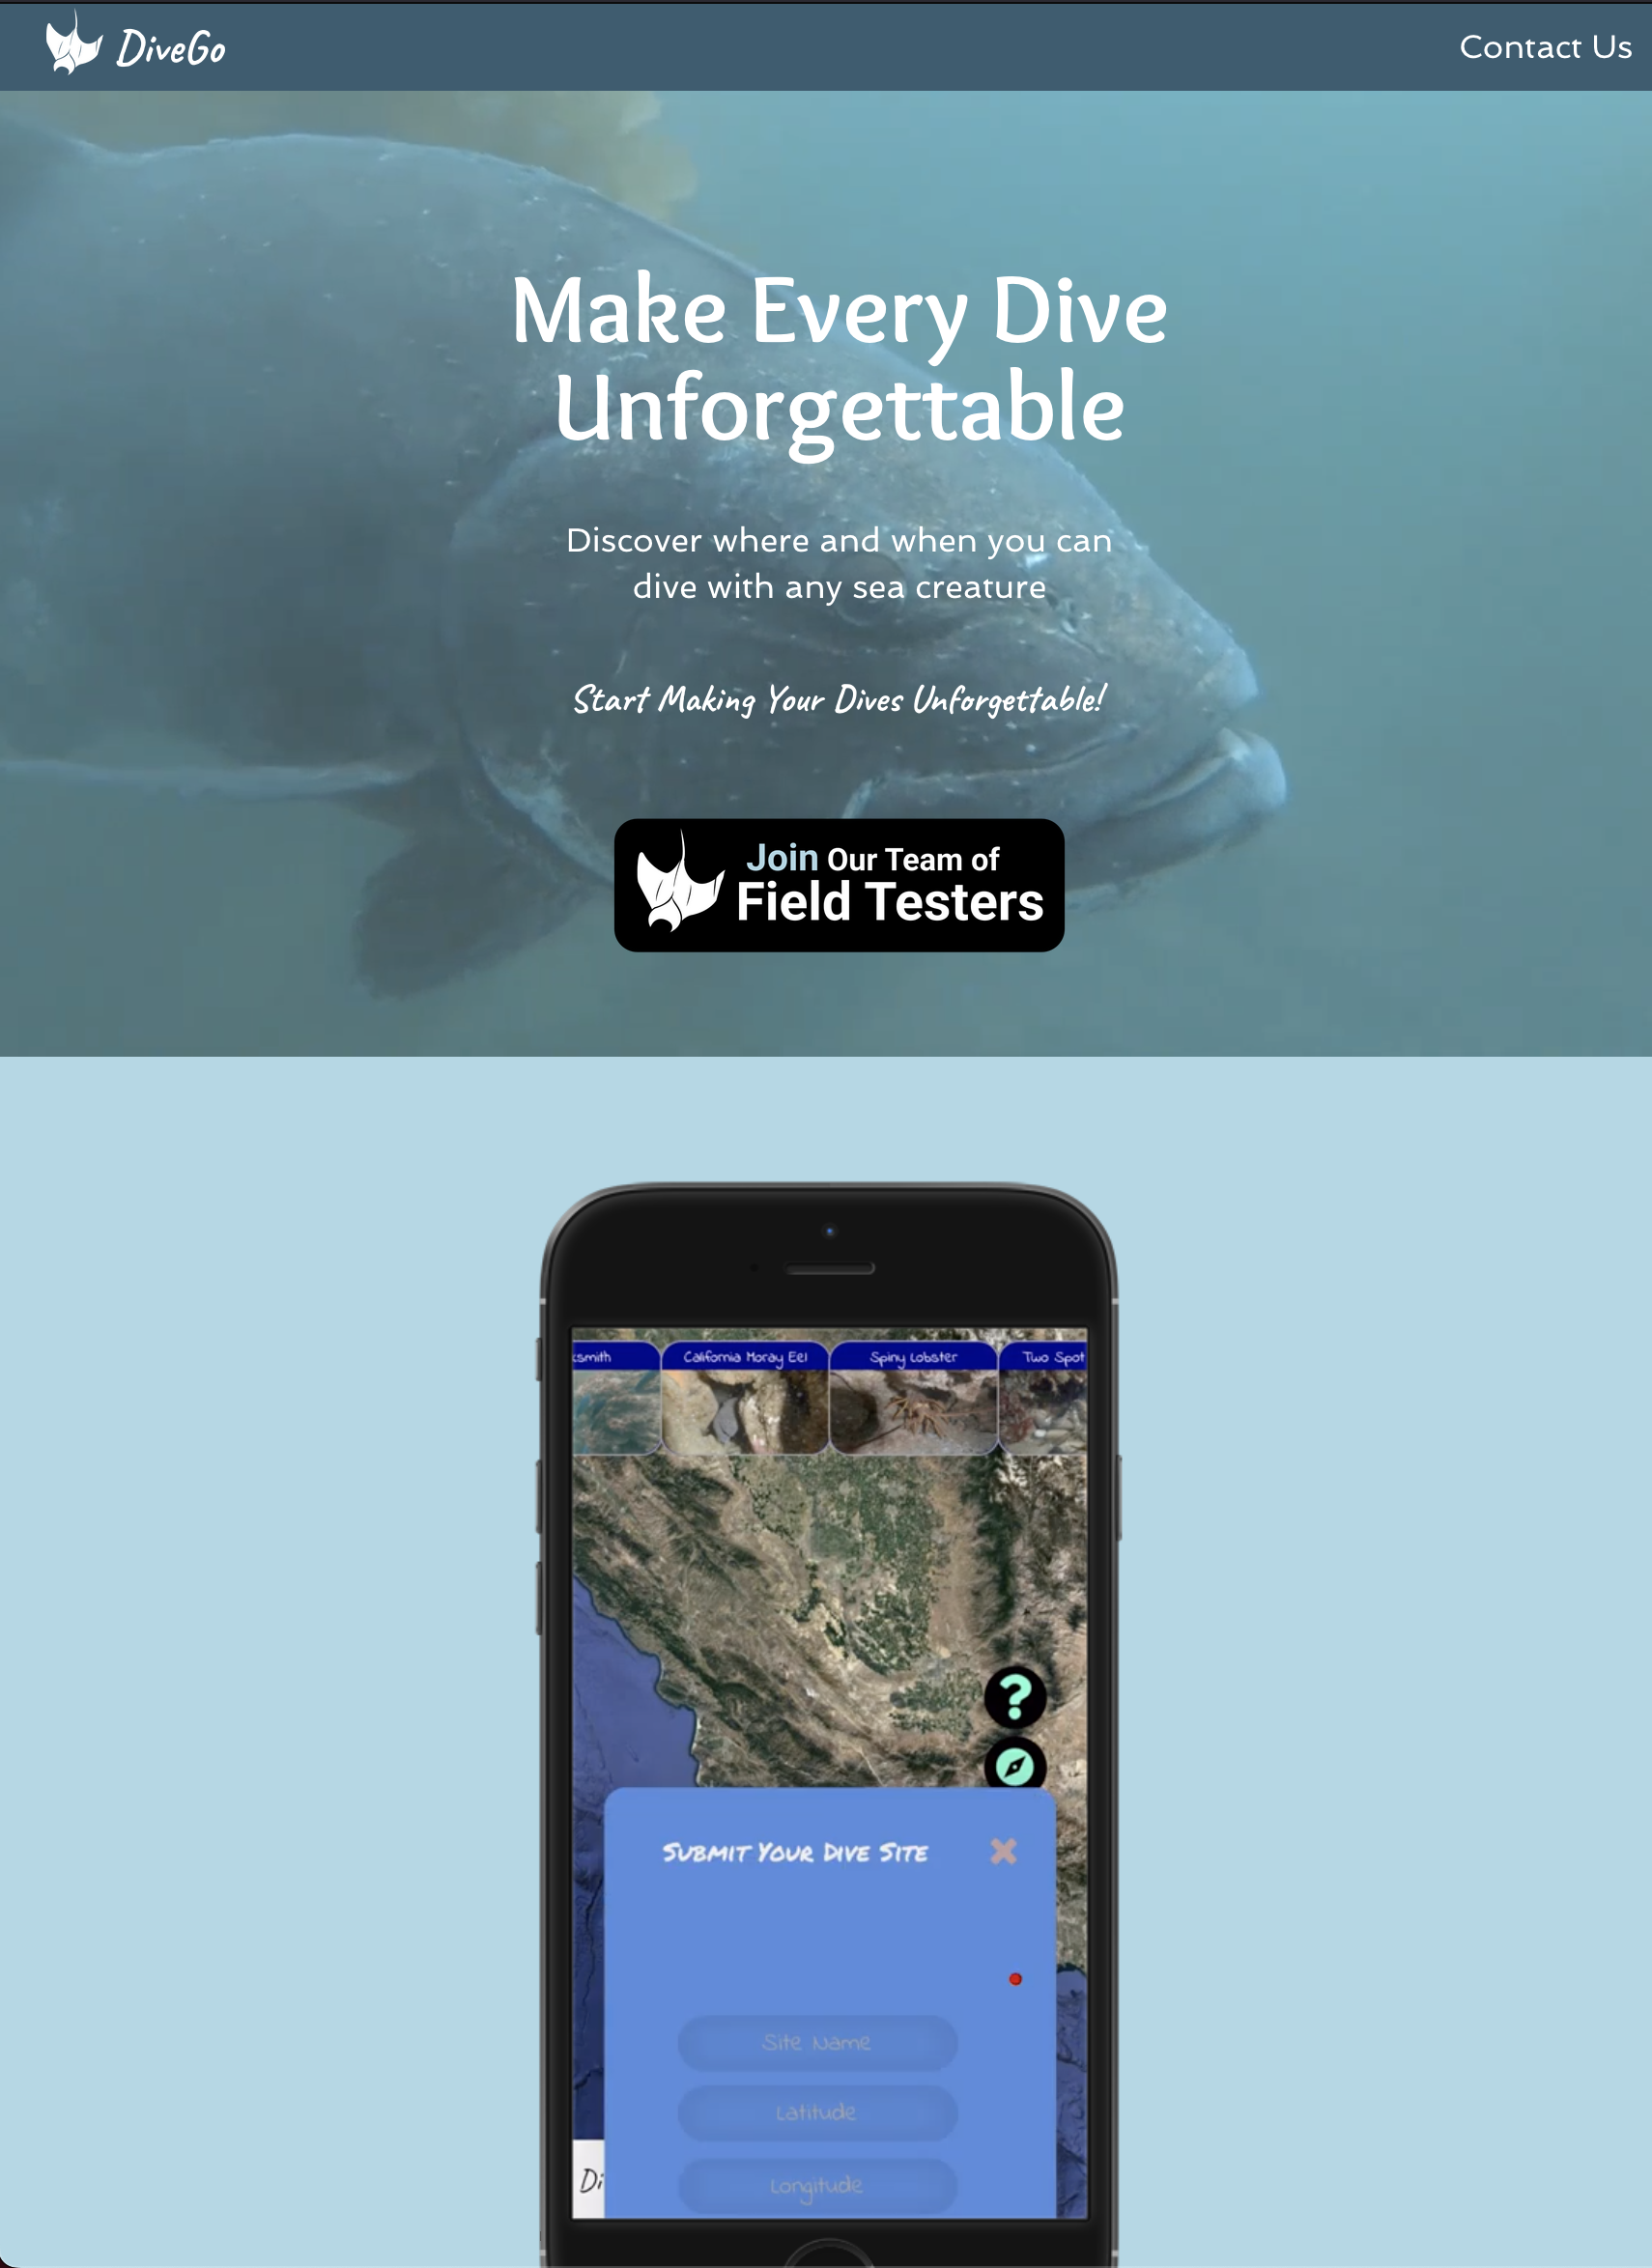 DiveGo
Contact Us
Make Every Dive
Unforgettable
Discover where and when you can
dive with any sea creature
Start Making Your Dives Unforgettable!
Join Our Team of
Field Testers
ksmith
California Moray Eel
Spiny Lobster
Two Spot
?
Submit Your Dive Site
Site Name
Latitude
Longitude
Di